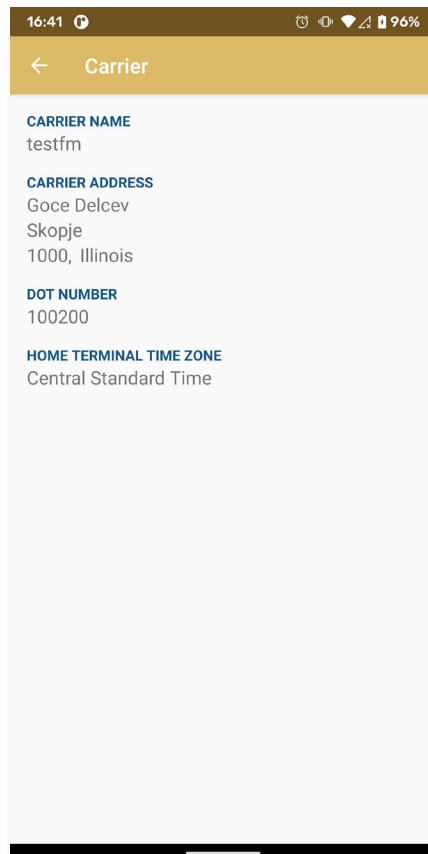 16:41
96%
Carrier
CARRIER NAME
testfm
CARRIER ADDRESS
Goce Delcev
Skopje
1000, Illinois
DOT NUMBER
100200
HOME TERMINAL TIME ZONE
Central Standard Time